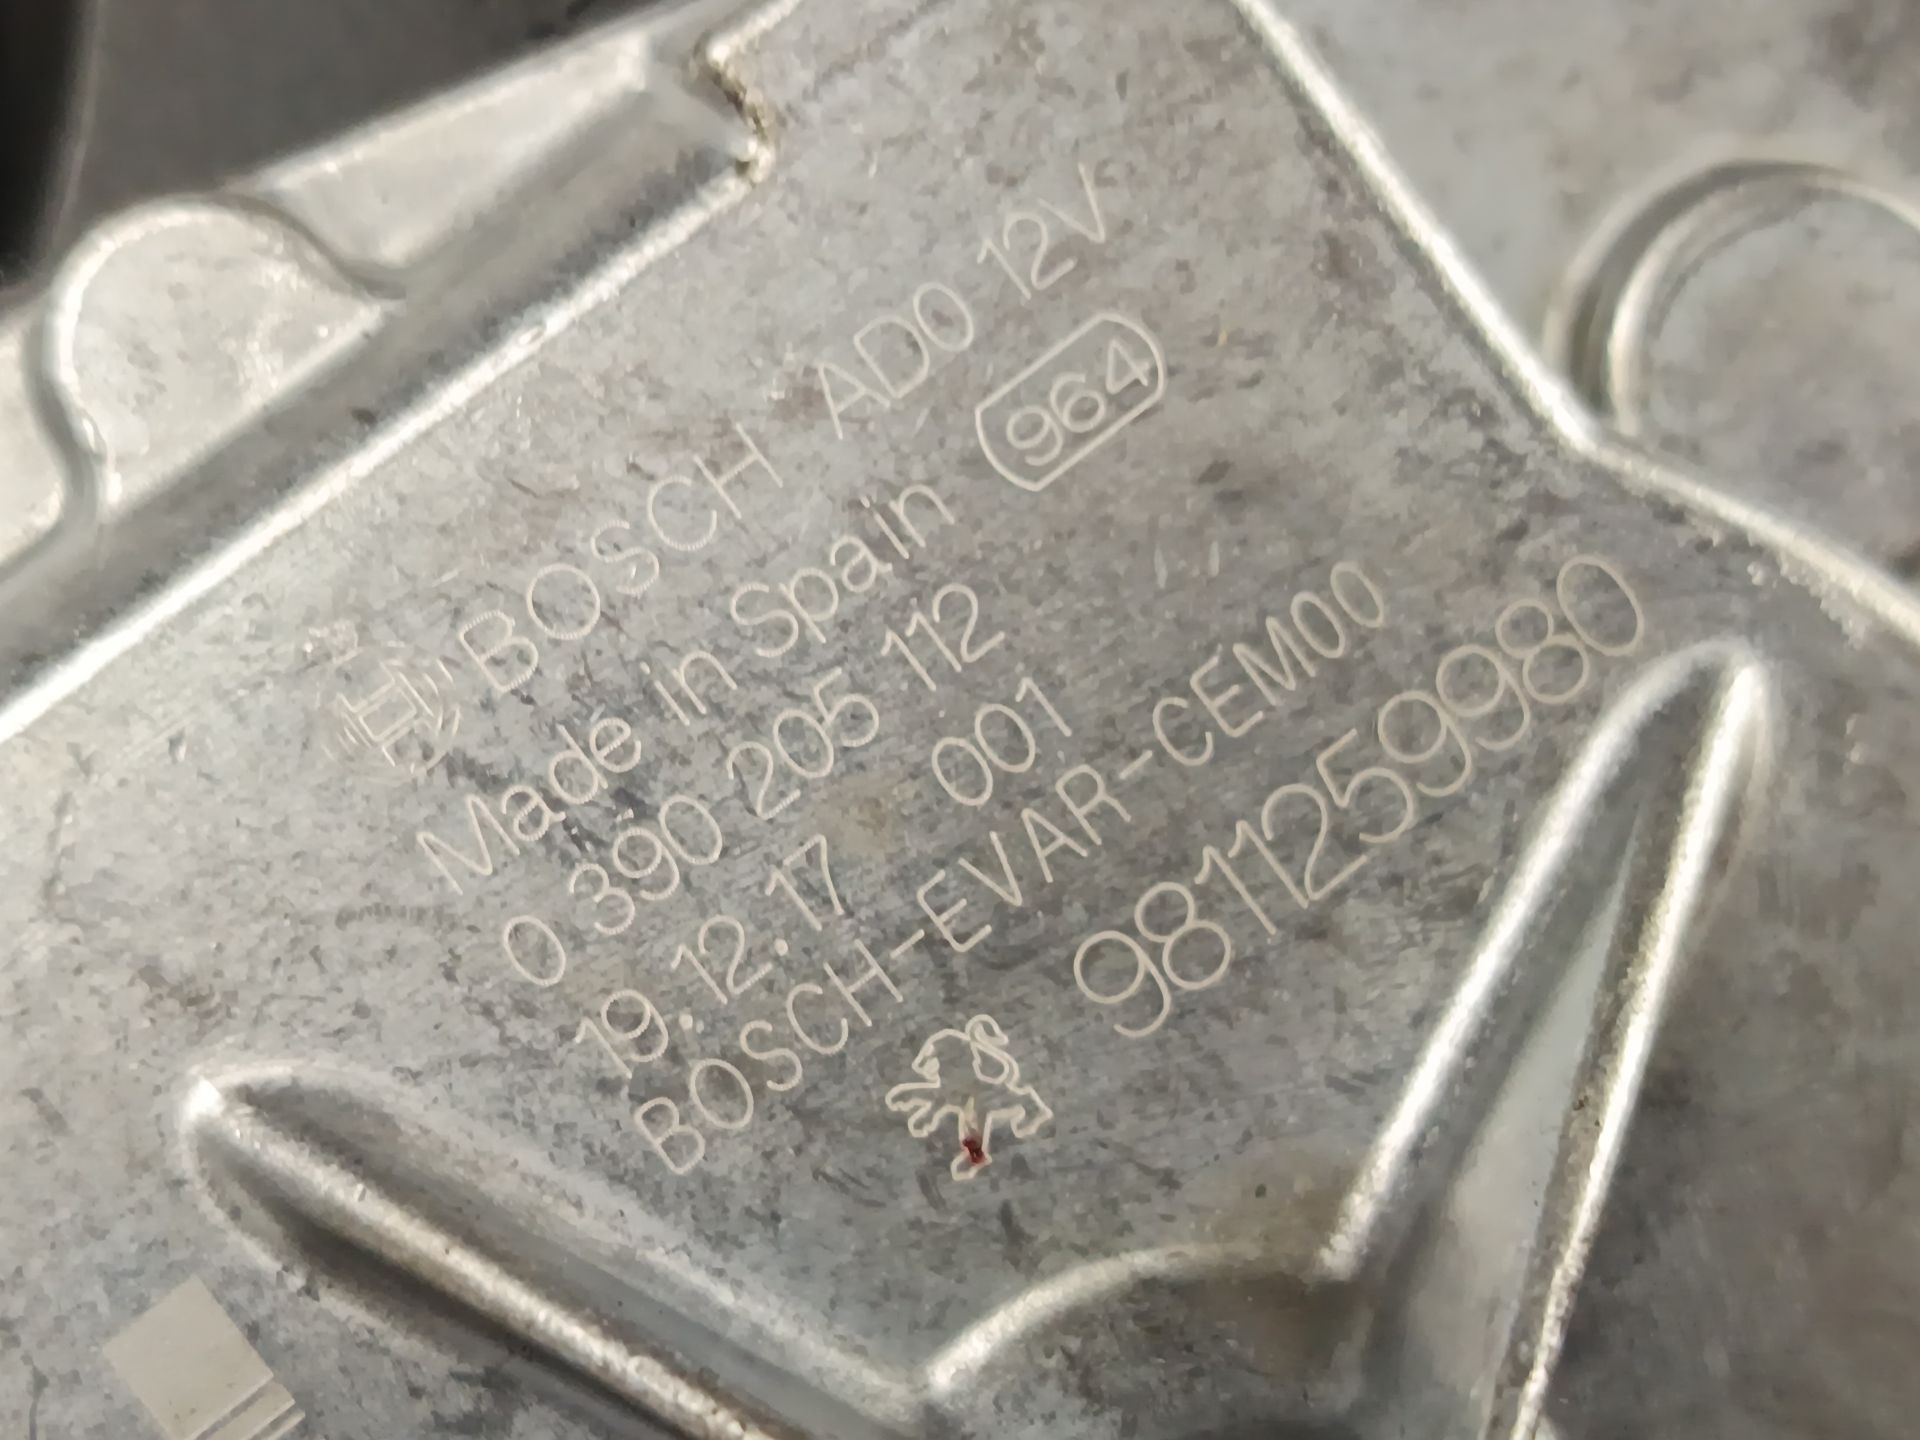 BOSCH AD0 12V
Made in Spain 964
0 390 205 112
19.12.17 001
BOSCH-EVAR-CEM00
9811259980